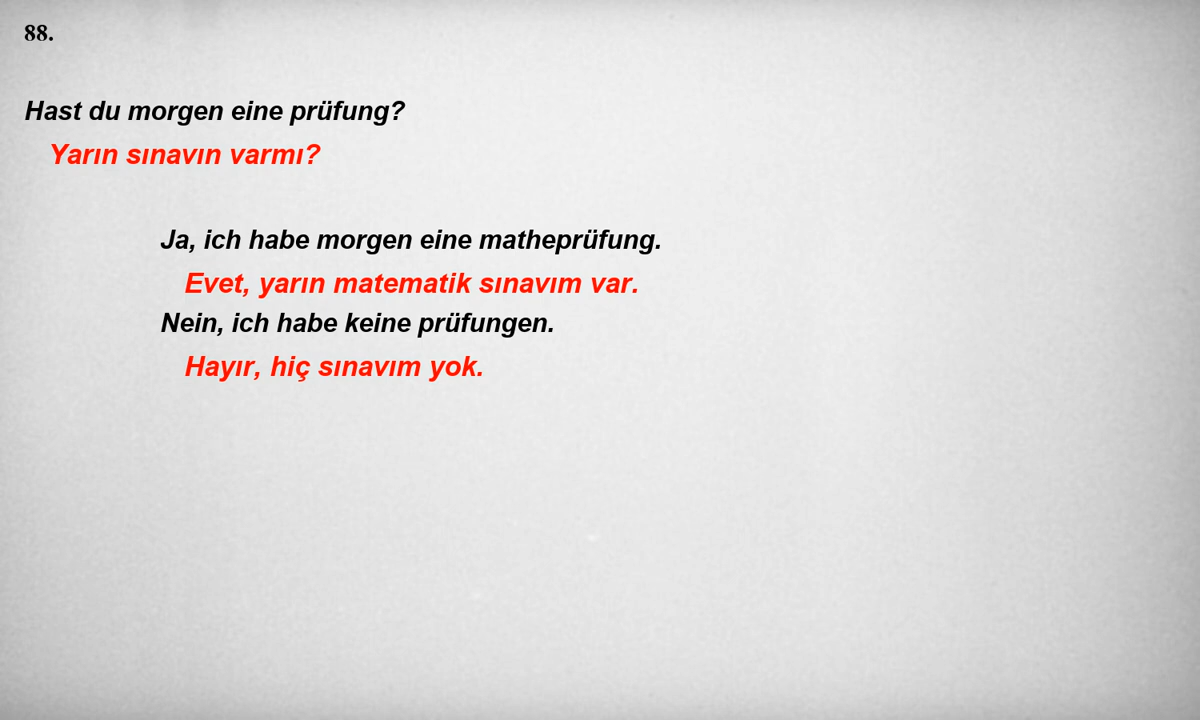 88.
Hast du morgen eine prüfung?
Yarın sınavın varmı?
Ja, ich habe morgen eine matheprüfung.
Evet, yarın matematik sınavım var.
Nein, ich habe keine prüfungen.
Hayır, hiç sınavım yok.